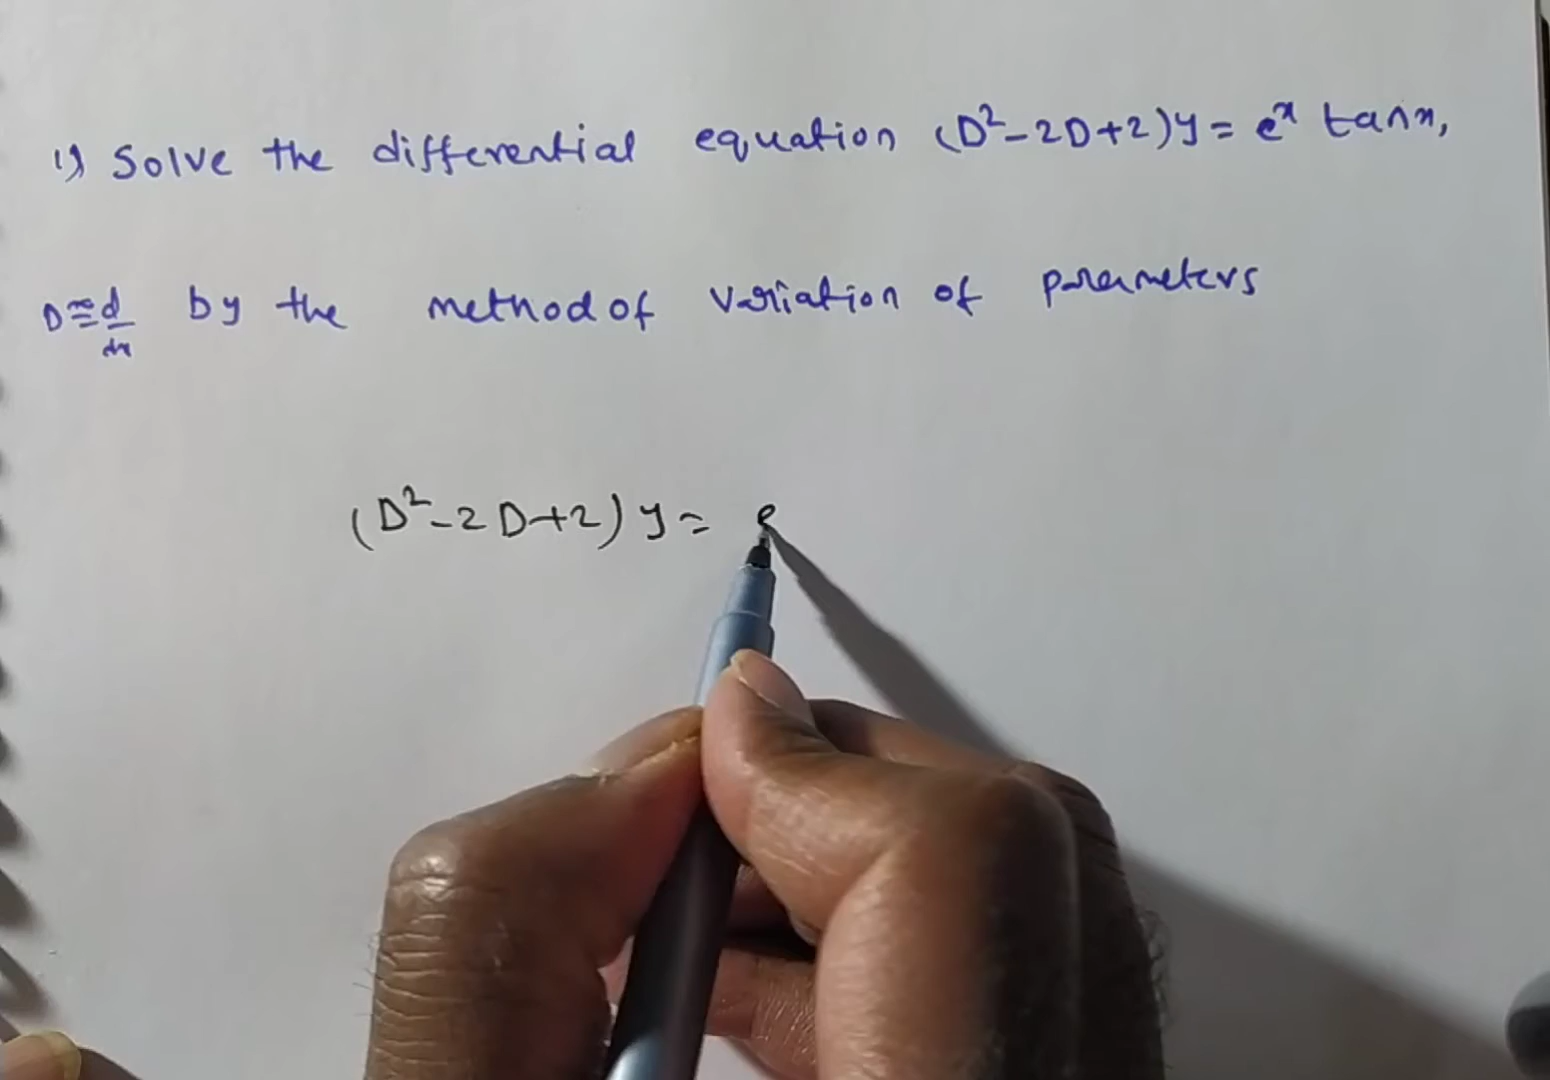 1) Solve the differential equation (D²-2D+2)y = eˣ tanx,
D≡d/dx by the method of variation of parameters
(D²-2D+2) y = e